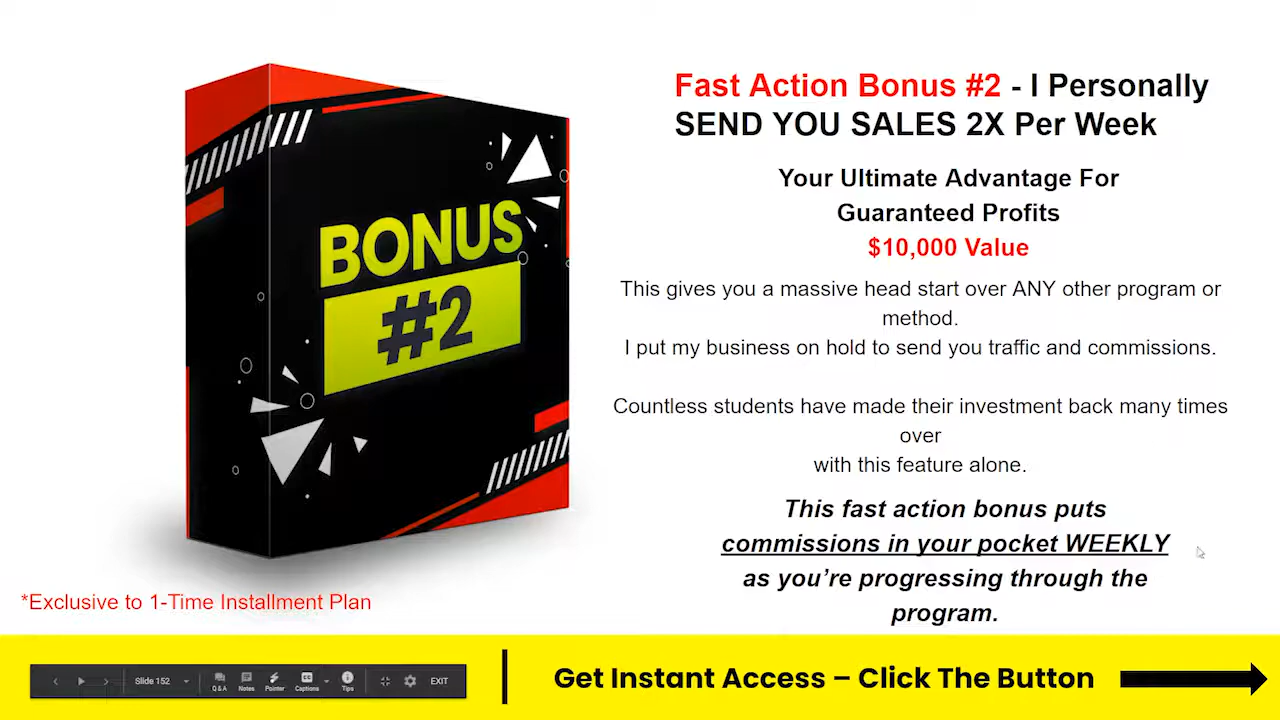 Fast Action Bonus #2 - I Personally
SEND YOU SALES 2X Per Week
Your Ultimate Advantage For
Guaranteed Profits
$10,000 Value
This gives you a massive head start over ANY other program or
method.
I put my business on hold to send you traffic and commissions.
Countless students have made their investment back many times
over
with this feature alone.
This fast action bonus puts
commissions in your pocket WEEKLY
as you’re progressing through the
program.
BONUS
#2
*Exclusive to 1-Time Installment Plan
Slide 152
Q & A
Notes
Pointer
Captions
Tips
EXIT
Get Instant Access – Click The Button